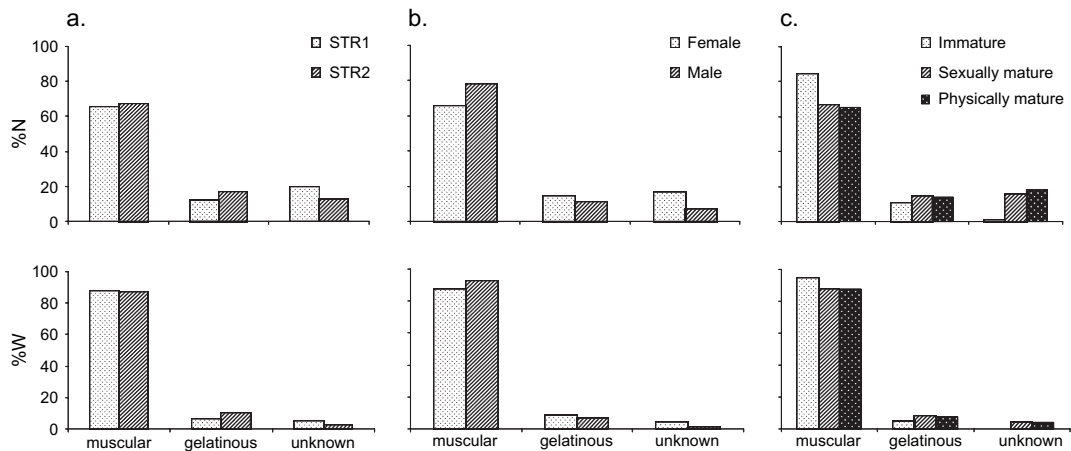 a.
b.
c.
STR1
STR2
Female
Male
Immature
Sexually mature
Physically mature
%N
100
80
60
40
20
0
%W
100
80
60
40
20
0
muscular gelatinous unknown
muscular gelatinous unknown
muscular gelatinous unknown